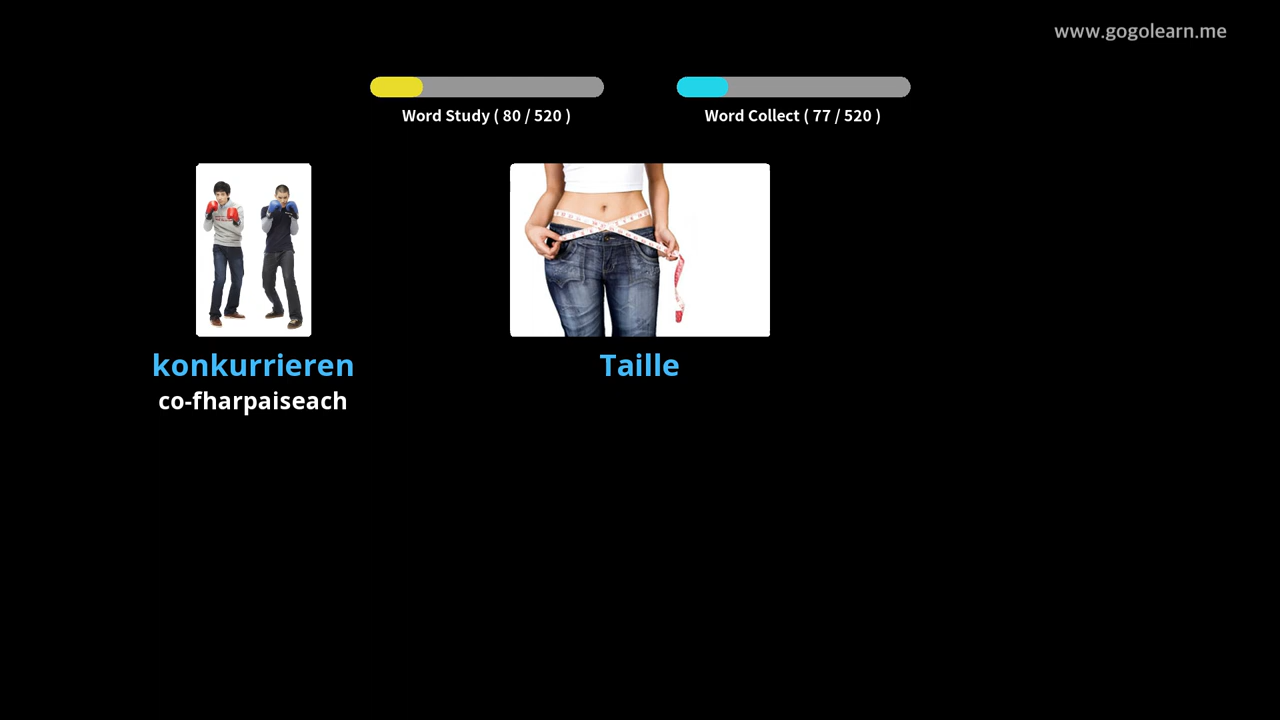 www.gogolearn.me
Word Study ( 80 / 520 )
Word Collect ( 77 / 520 )
konkurrieren
co-fharpaiseach
Taille